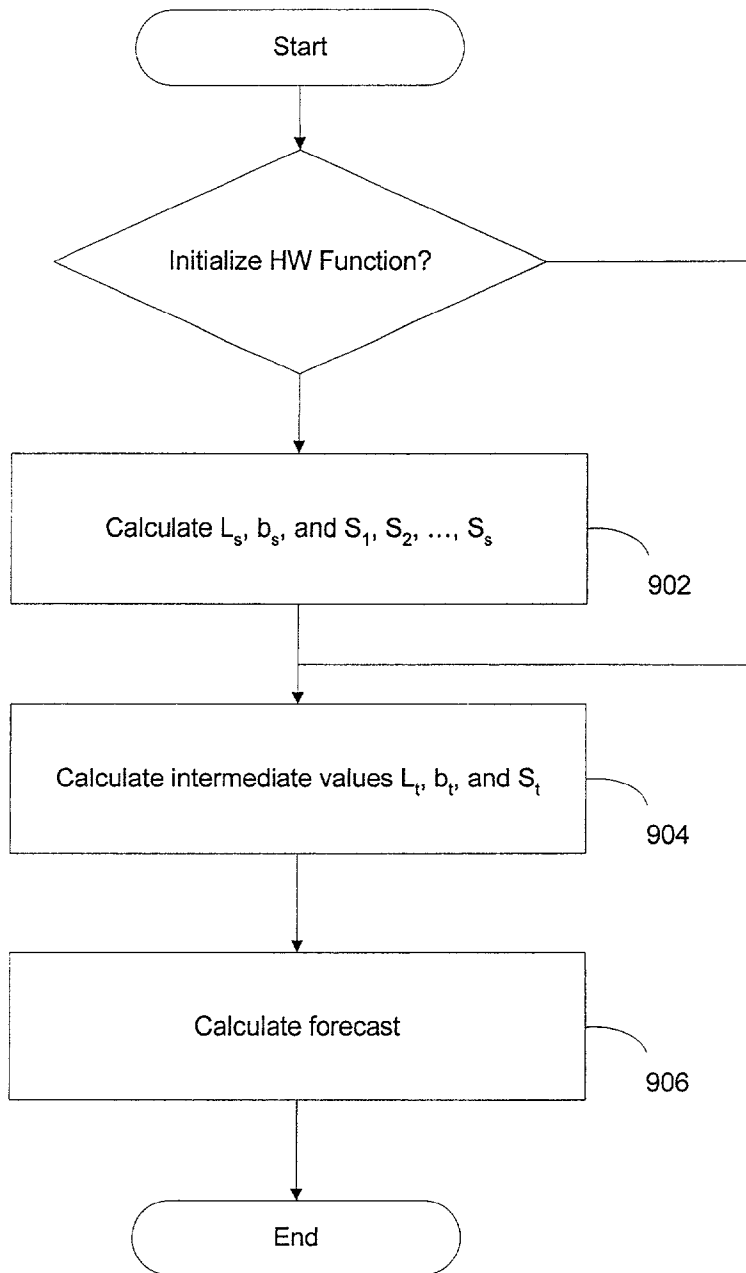 Start
Initialize HW Function?
Calculate Lₛ, bₛ, and S₁, S₂, ..., Sₛ
902
Calculate intermediate values Lₜ, bₜ, and Sₜ
904
Calculate forecast
906
End